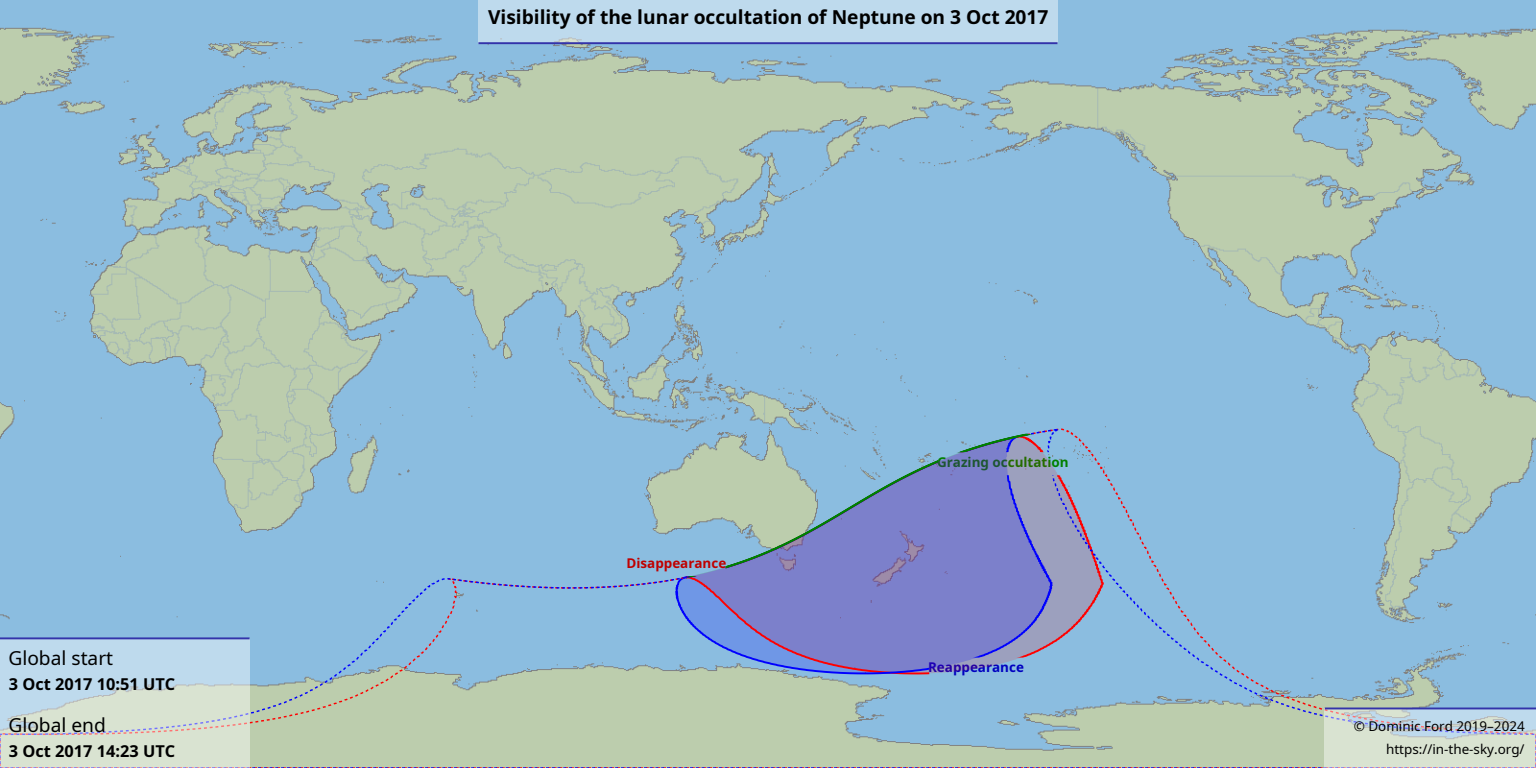 Visibility of the lunar occultation of Neptune on 3 Oct 2017
Grazing occultation
Disappearance
Reappearance
Global start
3 Oct 2017 10:51 UTC
Global end
3 Oct 2017 14:23 UTC
© Dominic Ford 2019–2024
https://in-the-sky.org/